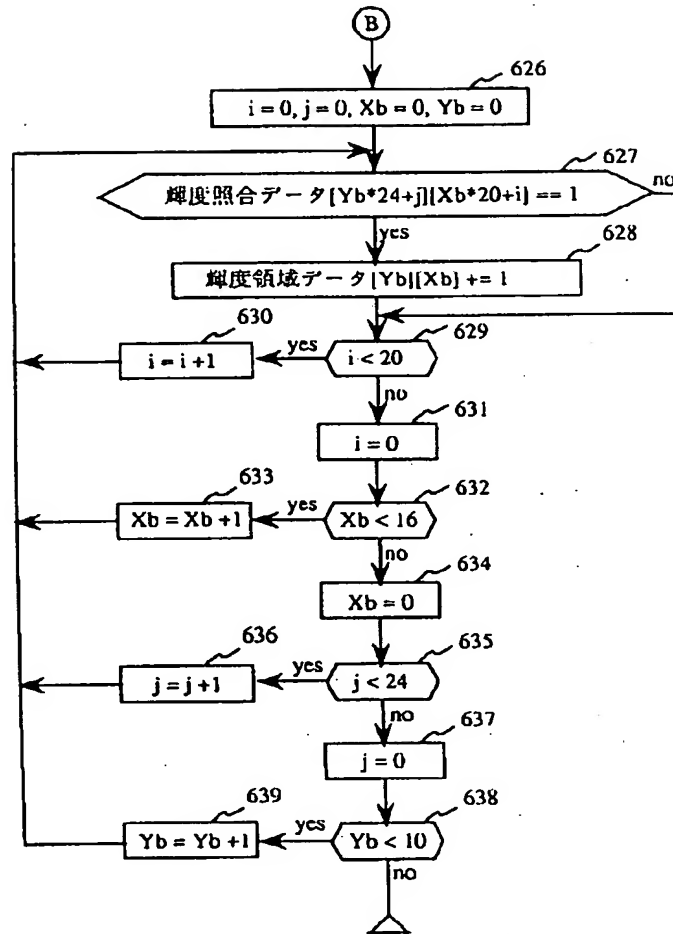 B
626
i = 0, j = 0, Xb = 0, Yb = 0
627
輝度照合データ[Yb*24+j][Xb*20+i] == 1
no
yes
628
輝度領域データ[Yb][Xb] += 1
630
629
i = i +1
yes
i < 20
no
631
i = 0
633
632
Xb = Xb +1
yes
Xb < 16
no
634
Xb = 0
636
635
j = j +1
yes
j < 24
no
637
j = 0
639
638
Yb = Yb +1
yes
Yb < 10
no